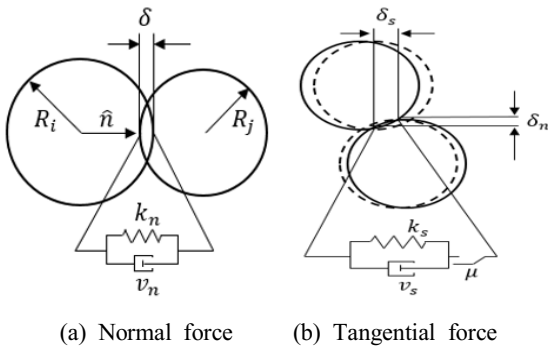 δ
R_i
n̂
R_j
k_n
v_n
δ_s
δ_n
k_s
v_s
μ
(a) Normal force (b) Tangential force